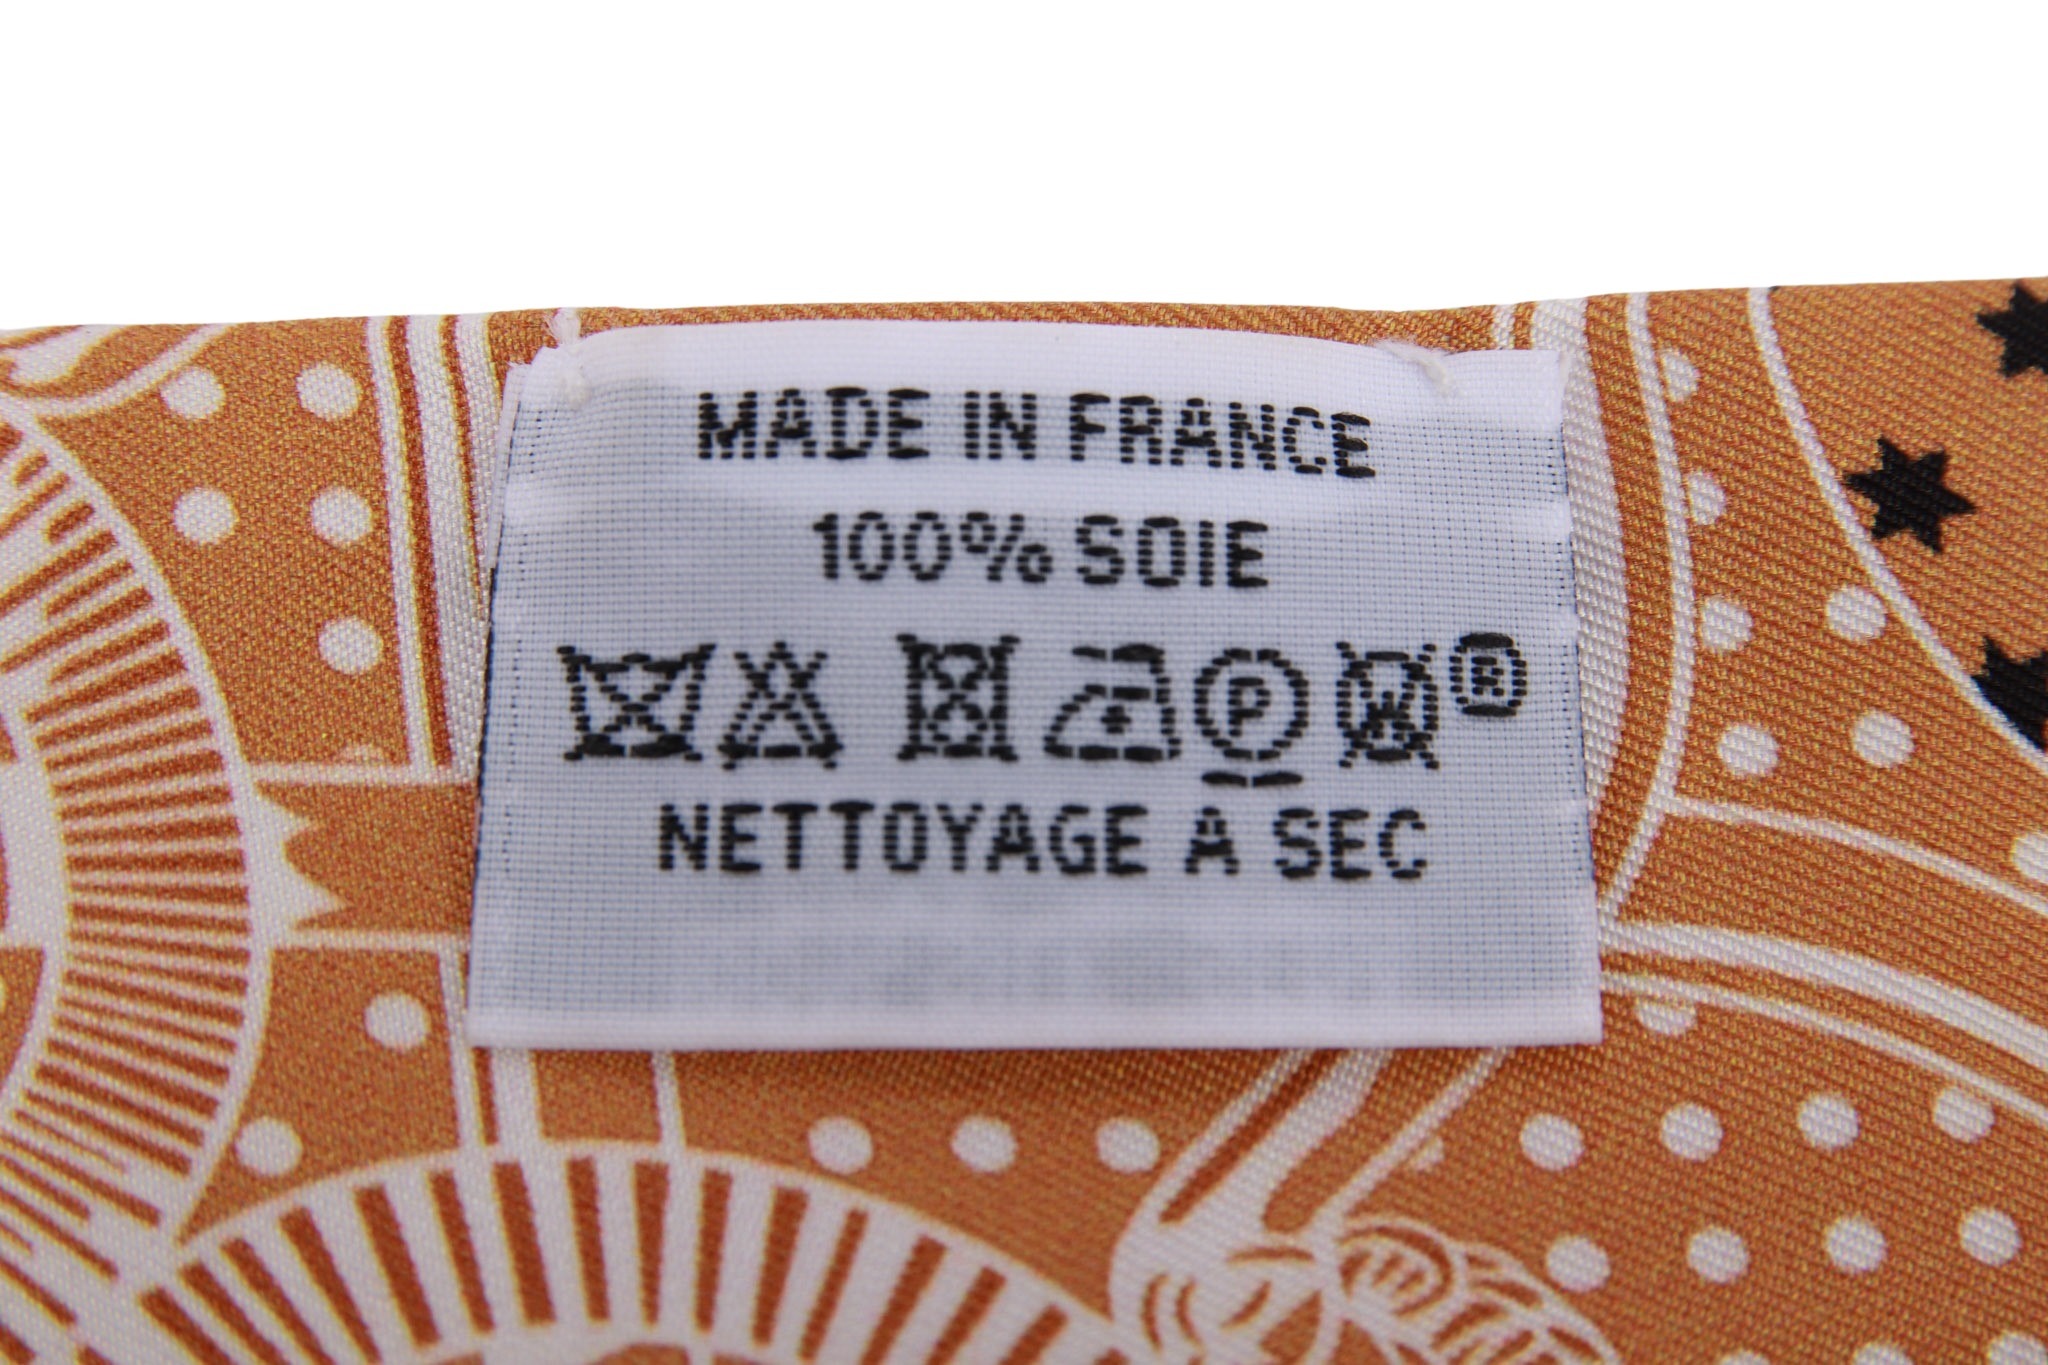 MADE IN FRANCE
100% SOIE
P W ®
NETTOYAGE A SEC